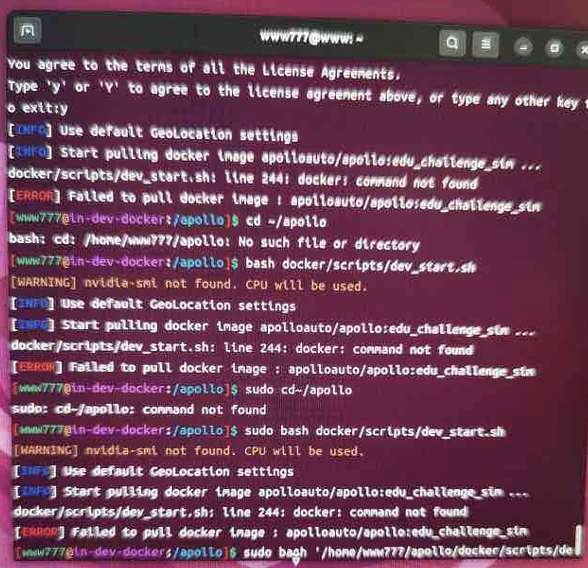 www777@www: ~
You agree to the terms of all the License Agreements.
Type 'y' or 'Y' to agree to the license agreement above, or type any other key
o exit:y
[INFO] Use default GeoLocation settings
[INFO] Start pulling docker image apolloauto/apollo:edu_challenge_sim ...
docker/scripts/dev_start.sh: line 244: docker: command not found
[ERROR] Failed to pull docker image : apolloauto/apollo:edu_challenge_sim
[www777@in-dev-docker:/apollo]$ cd ~/apollo
bash: cd: /home/www777/apollo: No such file or directory
[www777@in-dev-docker:/apollo]$ bash docker/scripts/dev_start.sh
[WARNING] nvidia-smi not found. CPU will be used.
[INFO] Use default GeoLocation settings
[INFO] Start pulling docker image apolloauto/apollo:edu_challenge_sim ...
docker/scripts/dev_start.sh: line 244: docker: command not found
[ERROR] Failed to pull docker image : apolloauto/apollo:edu_challenge_sim
[www777@in-dev-docker:/apollo]$ sudo cd~/apollo
sudo: cd~/apollo: command not found
[www777@in-dev-docker:/apollo]$ sudo bash docker/scripts/dev_start.sh
[WARNING] nvidia-smi not found. CPU will be used.
[INFO] Use default GeoLocation settings
[INFO] Start pulling docker image apolloauto/apollo:edu_challenge_sim ...
docker/scripts/dev_start.sh: line 244: docker: command not found
[ERROR] Failed to pull docker image : apolloauto/apollo:edu_challenge_sim
[www777@in-dev-docker:/apollo]$ sudo bash '/home/www777/apollo/docker/scripts/de